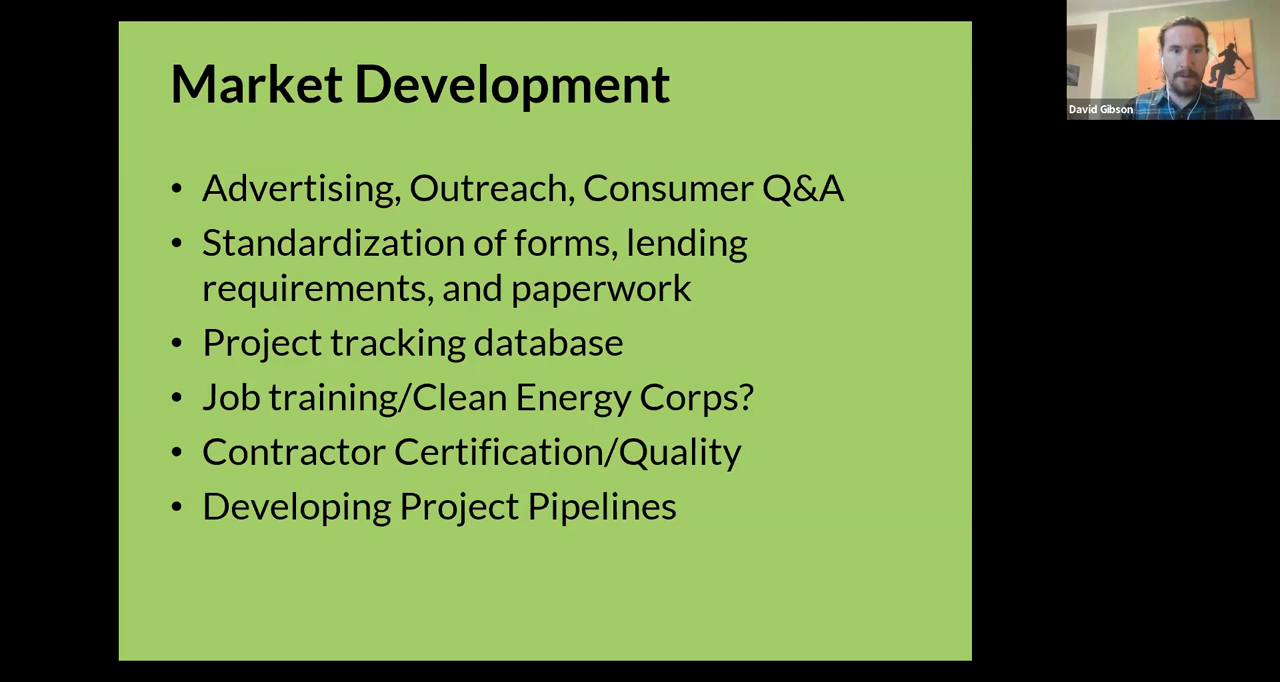 Market Development
• Advertising, Outreach, Consumer Q&A
• Standardization of forms, lending
requirements, and paperwork
• Project tracking database
• Job training/Clean Energy Corps?
• Contractor Certification/Quality
• Developing Project Pipelines
David Gibson